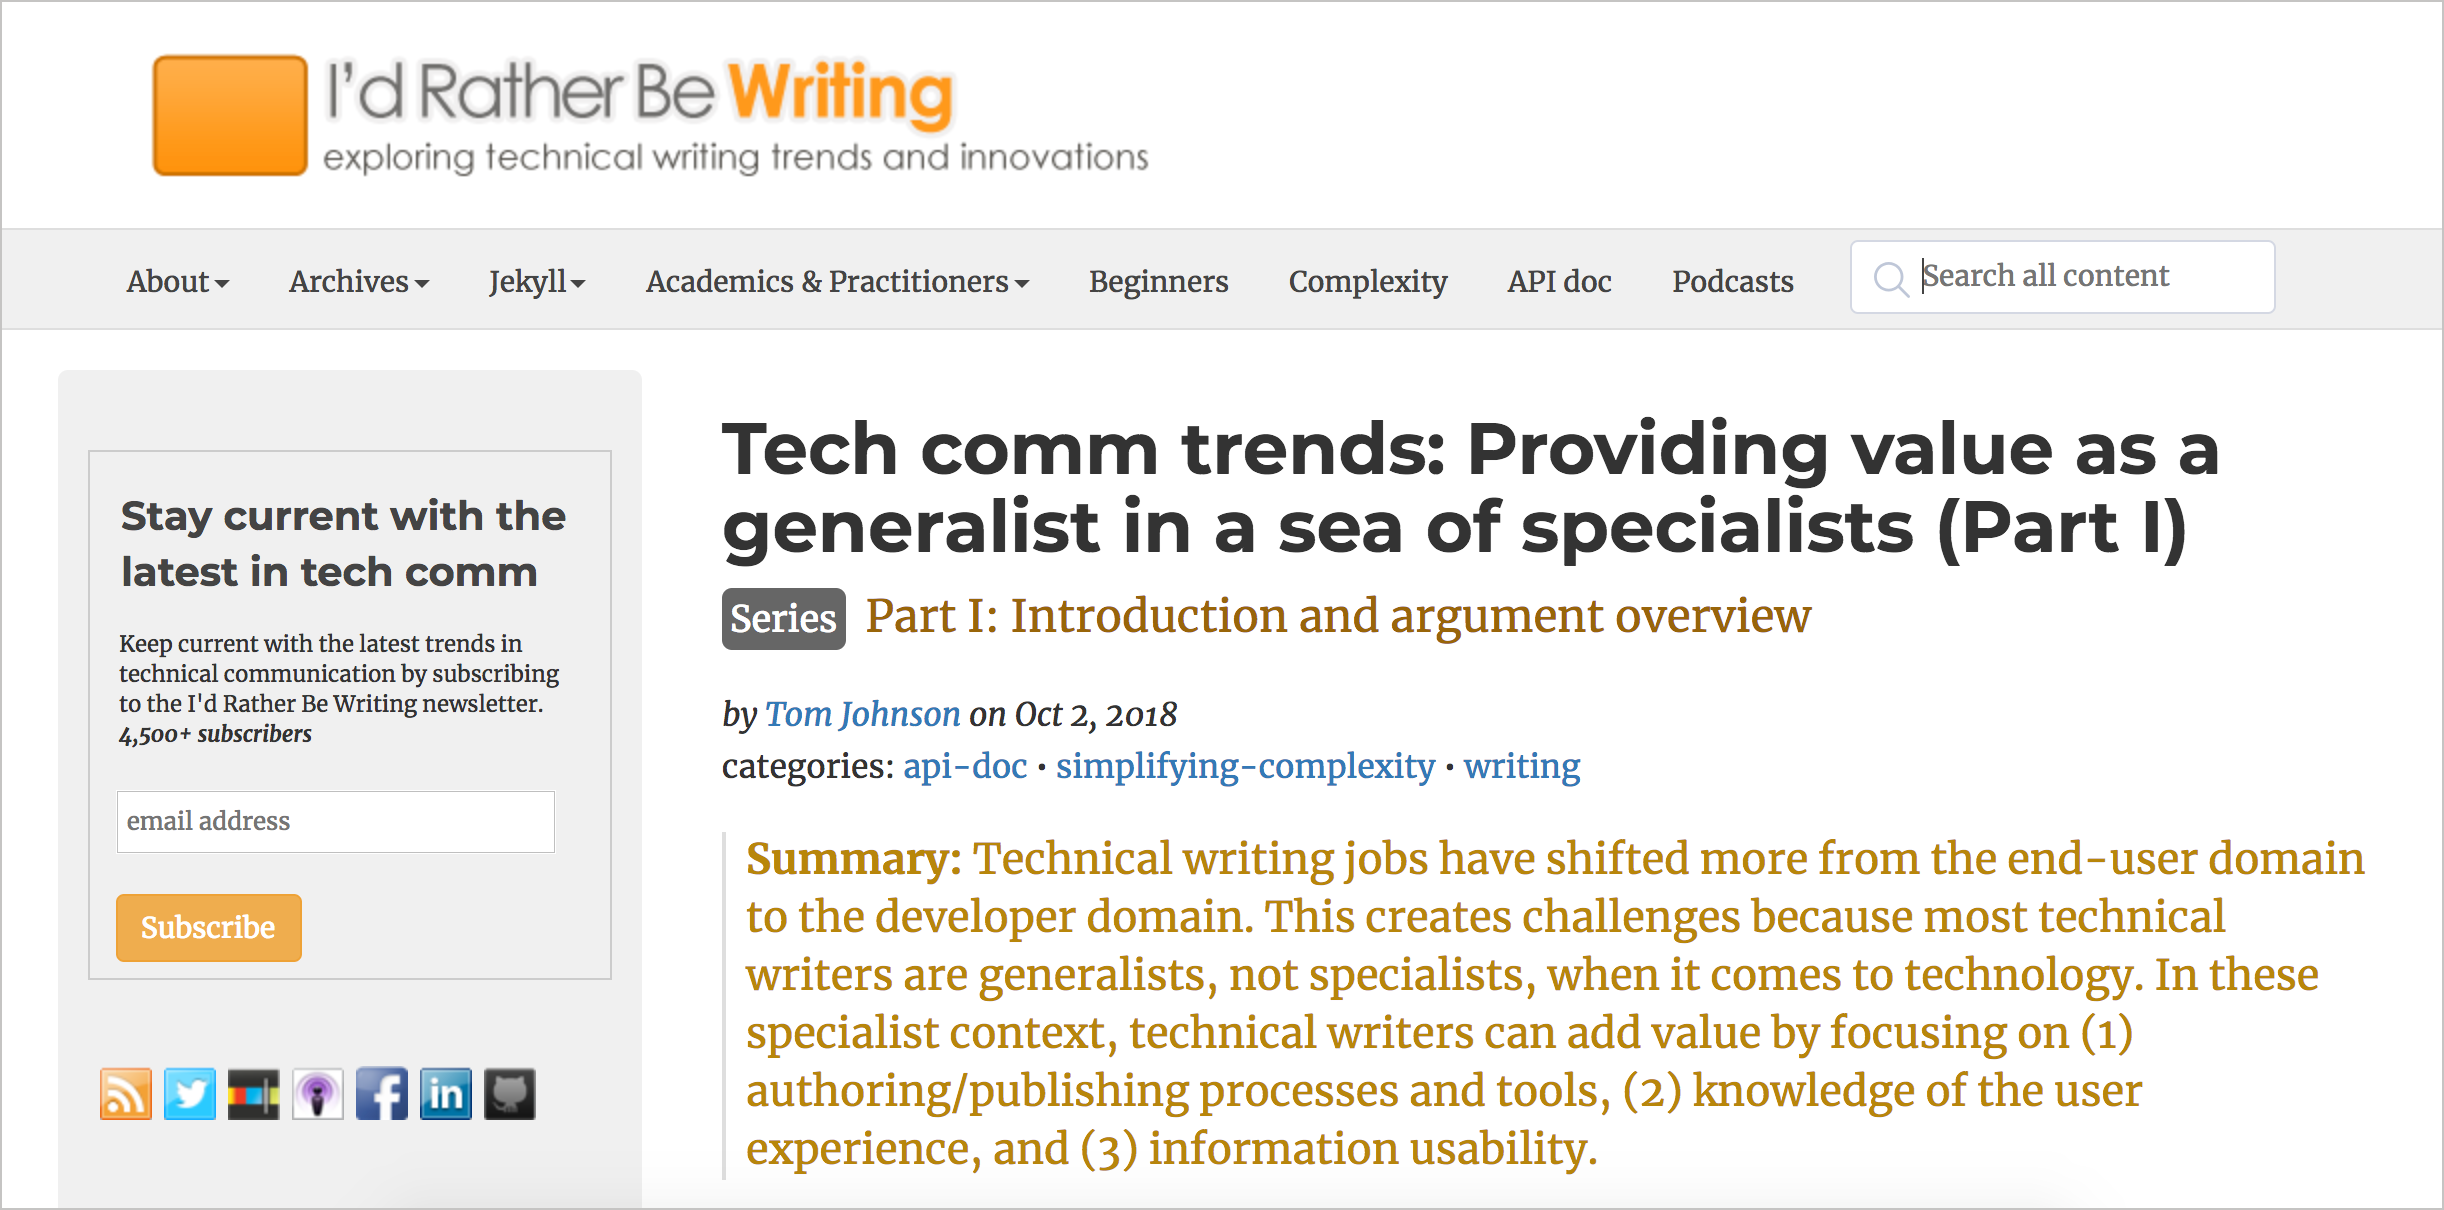 I'd Rather Be Writing
exploring technical writing trends and innovations
About
Archives
Jekyll
Academics & Practitioners
Beginners
Complexity
API doc
Podcasts
Search all content
Stay current with the
latest in tech comm
Keep current with the latest trends in
technical communication by subscribing
to the I'd Rather Be Writing newsletter.
4,500+ subscribers
email address
Subscribe
in
Tech comm trends: Providing value as a
generalist in a sea of specialists (Part I)
Series Part I: Introduction and argument overview
by Tom Johnson on Oct 2, 2018
categories: api-doc • simplifying-complexity • writing
Summary: Technical writing jobs have shifted more from the end-user domain
to the developer domain. This creates challenges because most technical
writers are generalists, not specialists, when it comes to technology. In these
specialist context, technical writers can add value by focusing on (1)
authoring/publishing processes and tools, (2) knowledge of the user
experience, and (3) information usability.